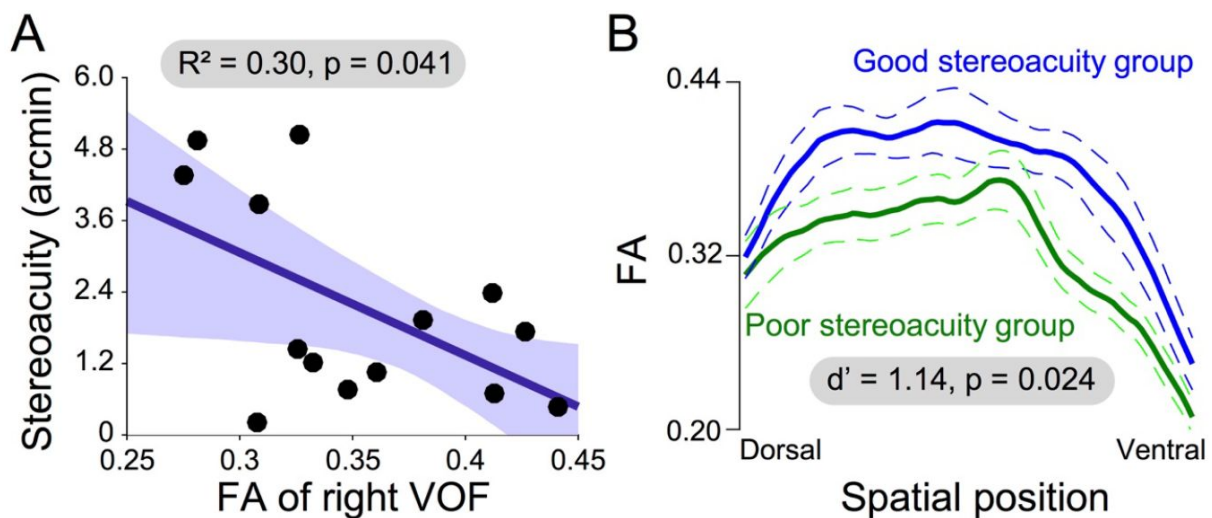 A
R² = 0.30, p = 0.041
Stereoacuity (arcmin)
6.0
4.8
3.6
2.4
1.2
0
0.25
0.3
0.35
0.4
0.45
FA of right VOF
B
Good stereoacuity group
0.44
FA
0.32
Poor stereoacuity group
d' = 1.14, p = 0.024
0.20
Dorsal
Ventral
Spatial position